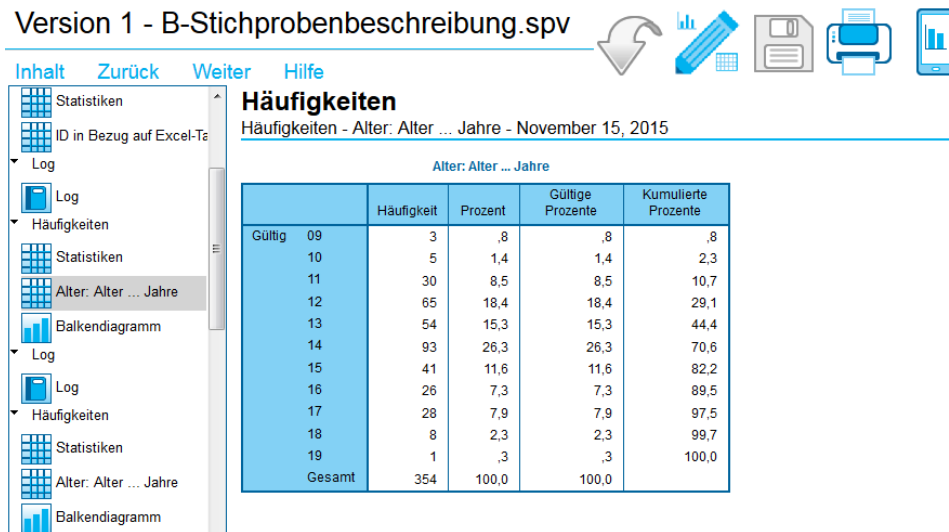 Version 1 - B-Stichprobenbeschreibung.spv
Inhalt Zurück Weiter Hilfe
Statistiken
ID in Bezug auf Excel-Ta
Log
Log
Häufigkeiten
Statistiken
Alter: Alter ... Jahre
Balkendiagramm
Log
Log
Häufigkeiten
Statistiken
Alter: Alter ... Jahre
Balkendiagramm
Häufigkeiten
Häufigkeiten - Alter: Alter ... Jahre - November 15, 2015
Alter: Alter ... Jahre
Häufigkeit Prozent Gültige Prozente Kumulierte Prozente
Gültig 09 3 ,8 ,8 ,8
10 5 1,4 1,4 2,3
11 30 8,5 8,5 10,7
12 65 18,4 18,4 29,1
13 54 15,3 15,3 44,4
14 93 26,3 26,3 70,6
15 41 11,6 11,6 82,2
16 26 7,3 7,3 89,5
17 28 7,9 7,9 97,5
18 8 2,3 2,3 99,7
19 1 ,3 ,3 100,0
Gesamt 354 100,0 100,0